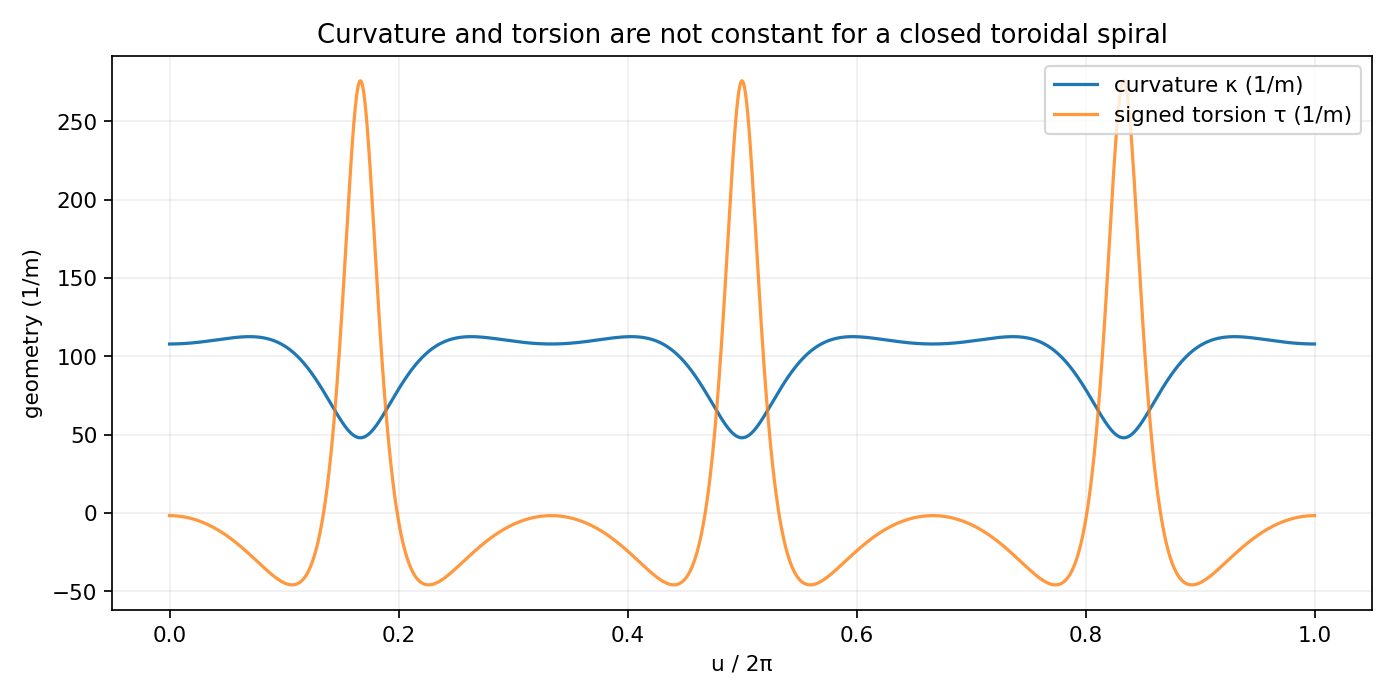 Curvature and torsion are not constant for a closed toroidal spiral
curvature κ (1/m)
signed torsion τ (1/m)
geometry (1/m)
250
200
150
100
50
0
−50
0.0 0.2 0.4 0.6 0.8 1.0
u / 2π